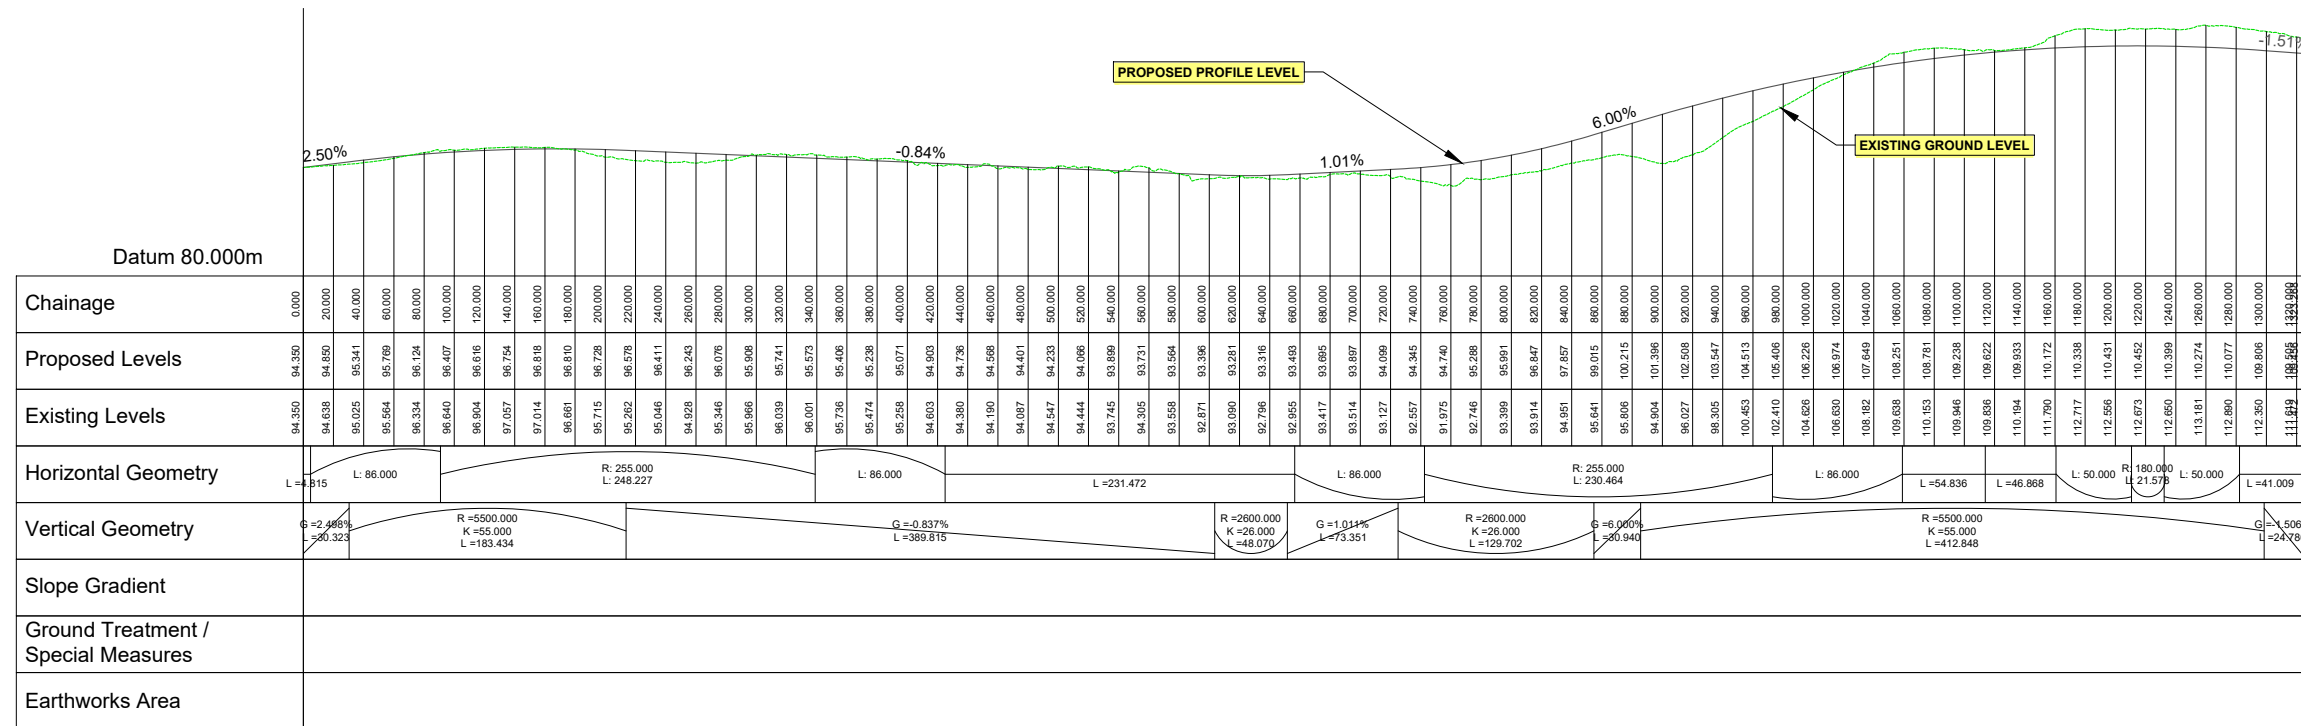 -1.51%
PROPOSED PROFILE LEVEL
6.00%
EXISTING GROUND LEVEL
2.50%
-0.84%
1.01%
Datum 80.000m
Chainage
0.000 20.000 40.000 60.000 80.000 100.000 120.000 140.000 160.000 180.000 200.000 220.000 240.000 260.000 280.000 300.000 320.000 340.000 360.000 380.000 400.000 420.000 440.000 460.000 480.000 500.000 520.000 540.000 560.000 580.000 600.000 620.000 640.000 660.000 680.000 700.000 720.000 740.000 760.000 780.000 800.000 820.000 840.000 860.000 880.000 900.000 920.000 940.000 960.000 980.000 1000.000 1020.000 1040.000 1060.000 1080.000 1100.000 1120.000 1140.000 1160.000 1180.000 1200.000 1220.000 1240.000 1260.000 1280.000 1300.000 1320.000
Proposed Levels
94.350 94.850 95.341 95.769 96.124 96.407 96.616 96.754 96.818 96.810 96.728 96.578 96.411 96.243 96.076 95.908 95.741 95.573 95.406 95.238 95.071 94.903 94.736 94.568 94.401 94.233 94.066 93.899 93.731 93.564 93.396 93.281 93.316 93.493 93.695 93.897 94.099 94.345 94.740 95.288 95.991 96.847 97.857 99.015 100.215 101.396 102.508 103.547 104.513 105.406 106.226 106.974 107.649 108.251 108.781 109.238 109.622 109.933 110.172 110.338 110.431 110.452 110.399 110.274 110.077 109.806 109.505
Existing Levels
94.350 94.638 95.025 95.564 96.334 96.640 96.904 97.057 97.014 96.661 95.715 95.262 95.046 94.928 95.346 95.966 96.039 96.001 95.736 95.474 95.258 94.603 94.380 94.190 94.087 94.547 94.444 93.745 94.305 93.558 92.871 93.090 92.796 92.955 93.417 93.514 93.127 92.557 91.975 92.746 93.399 93.914 94.951 95.641 95.806 94.904 96.027 98.305 100.453 102.410 104.626 106.630 108.182 109.638 110.153 109.946 109.836 110.194 111.790 112.717 112.556 112.673 112.650 113.181 112.890 112.350
Horizontal Geometry
L =4.815
L: 86.000
R: 255.000
L: 248.227
L: 86.000
L =231.472
L: 86.000
R: 255.000
L: 230.464
L: 86.000
L =54.836
L =46.868
L: 50.000
R: 180.000
L: 21.578
L: 50.000
L =41.009
Vertical Geometry
G =2.498%
L =30.323
R =5500.000
K =55.000
L =183.434
G =-0.837%
L =389.815
R =2600.000
K =26.000
L =48.070
G =1.011%
L =73.351
R =2600.000
K =26.000
L =129.702
G =6.000%
L =30.940
R =5500.000
K =55.000
L =412.848
G =-1.506
L =24.78
Slope Gradient
Ground Treatment /
Special Measures
Earthworks Area